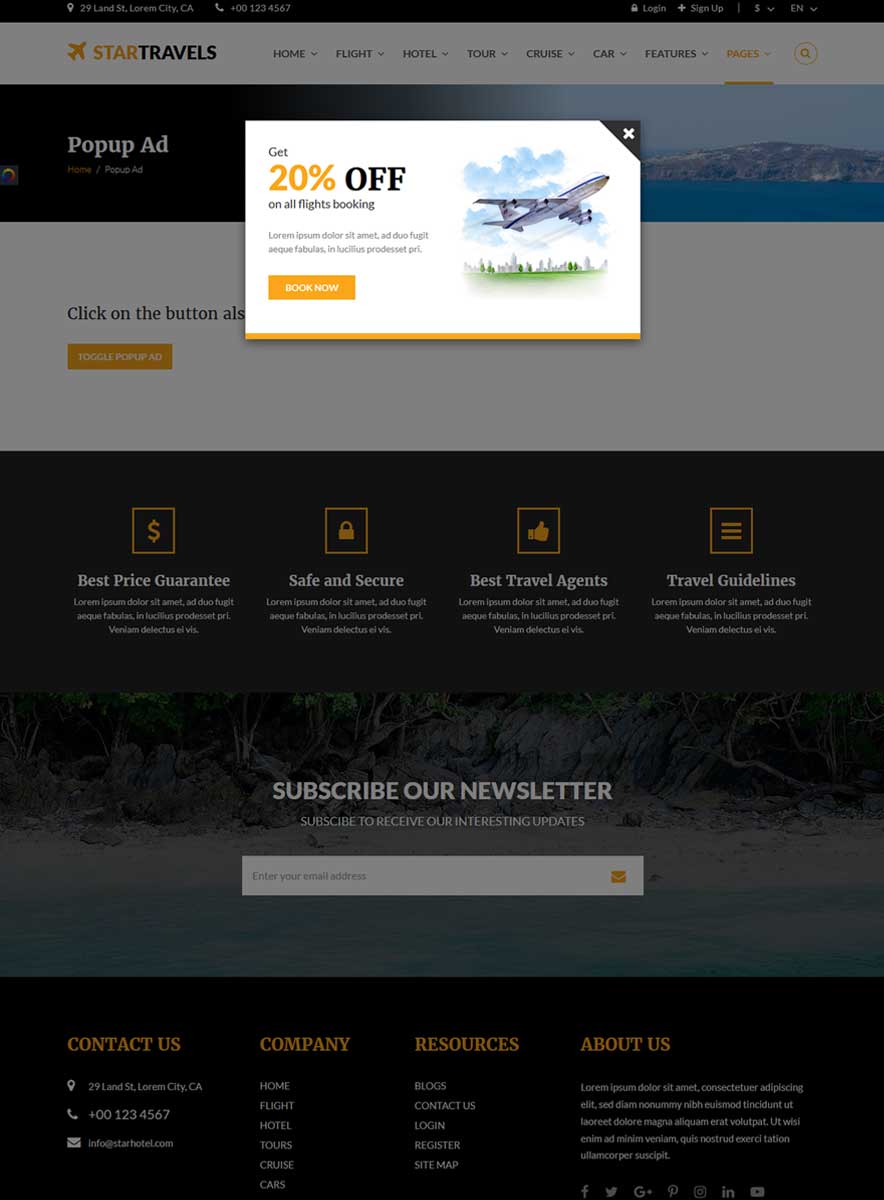 29 Land St, Lorem City, CA +00 123 4567 Login Sign Up | $ EN
STARTRAVELS HOME FLIGHT HOTEL TOUR CRUISE CAR FEATURES PAGES
Popup Ad
Home / Popup Ad
Get
20% OFF
on all flights booking
Lorem ipsum dolor sit amet, ad duo fugit
aeque fabulas, in lucilius prodesset pri.
BOOK NOW
Click on the button als
TOGGLE POPUP AD
Best Price Guarantee
Lorem ipsum dolor sit amet, ad duo fugit
aeque fabulas, in lucilius prodesset pri.
Veniam delectus ei vis.
Safe and Secure
Lorem ipsum dolor sit amet, ad duo fugit
aeque fabulas, in lucilius prodesset pri.
Veniam delectus ei vis.
Best Travel Agents
Lorem ipsum dolor sit amet, ad duo fugit
aeque fabulas, in lucilius prodesset pri.
Veniam delectus ei vis.
Travel Guidelines
Lorem ipsum dolor sit amet, ad duo fugit
aeque fabulas, in lucilius prodesset pri.
Veniam delectus ei vis.
SUBSCRIBE OUR NEWSLETTER
SUBSCIBE TO RECEIVE OUR INTERESTING UPDATES
Enter your email address
CONTACT US
29 Land St, Lorem City, CA
+00 123 4567
info@starhotel.com
COMPANY
HOME
FLIGHT
HOTEL
TOURS
CRUISE
CARS
RESOURCES
BLOGS
CONTACT US
LOGIN
REGISTER
SITE MAP
ABOUT US
Lorem ipsum dolor sit amet, consectetuer adipiscing
elit, sed diam nonummy nibh euismod tincidunt ut
laoreet dolore magna aliquam erat volutpat. Ut wisi
enim ad minim veniam, quis nostrud exerci tation
ullamcorper suscipit.